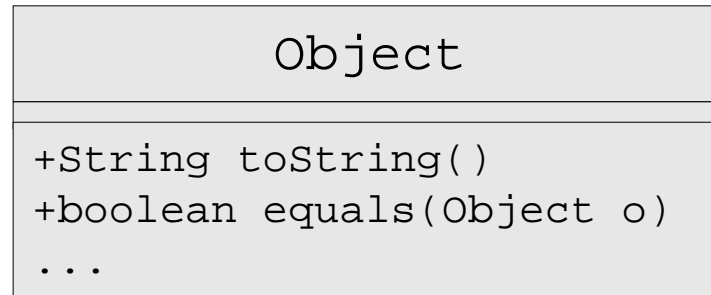 Object
+String toString()
+boolean equals(Object o)
...